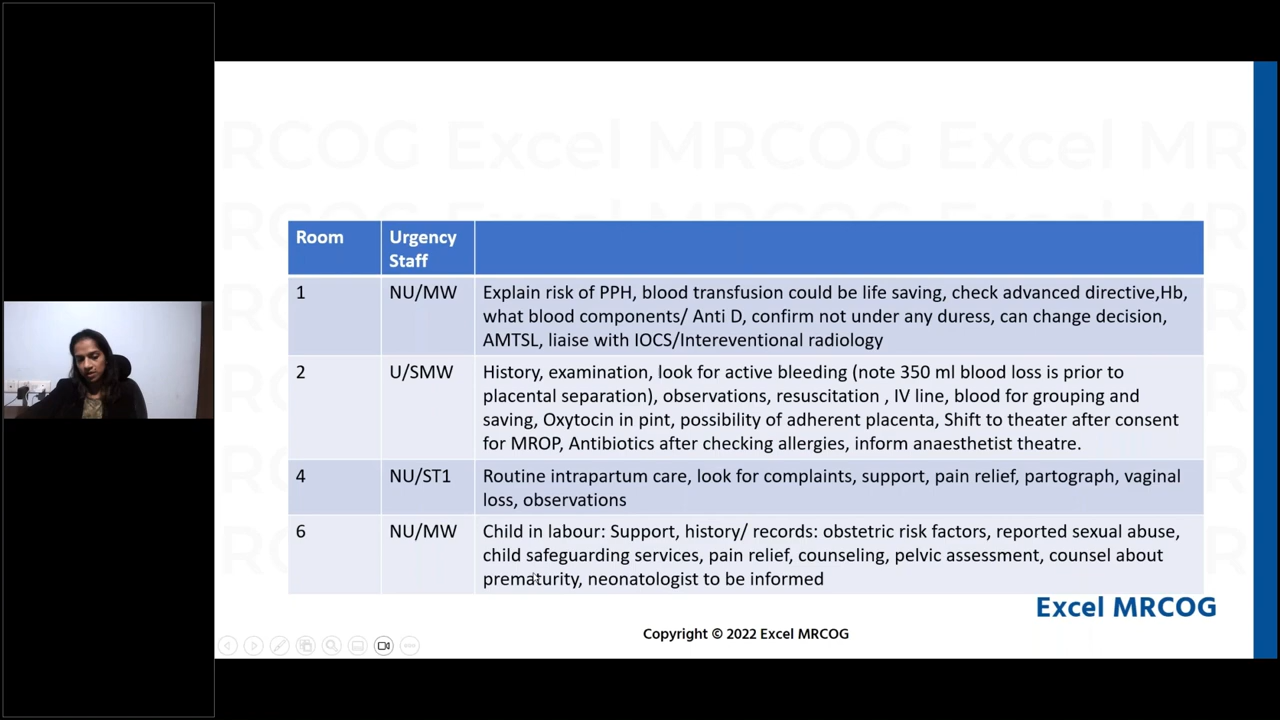 RCOG Excel MRCOG Excel MR
Room
Urgency
Staff
1
NU/MW
Explain risk of PPH, blood transfusion could be life saving, check advanced directive,Hb,
what blood components/ Anti D, confirm not under any duress, can change decision,
AMTSL, liaise with IOCS/Intereventional radiology
2
U/SMW
History, examination, look for active bleeding (note 350 ml blood loss is prior to
placental separation), observations, resuscitation , IV line, blood for grouping and
saving, Oxytocin in pint, possibility of adherent placenta, Shift to theater after consent
for MROP, Antibiotics after checking allergies, inform anaesthetist theatre.
4
NU/ST1
Routine intrapartum care, look for complaints, support, pain relief, partograph, vaginal
loss, observations
6
NU/MW
Child in labour: Support, history/ records: obstetric risk factors, reported sexual abuse,
child safeguarding services, pain relief, counseling, pelvic assessment, counsel about
prematurity, neonatologist to be informed
Excel MRCOG
Copyright © 2022 Excel MRCOG